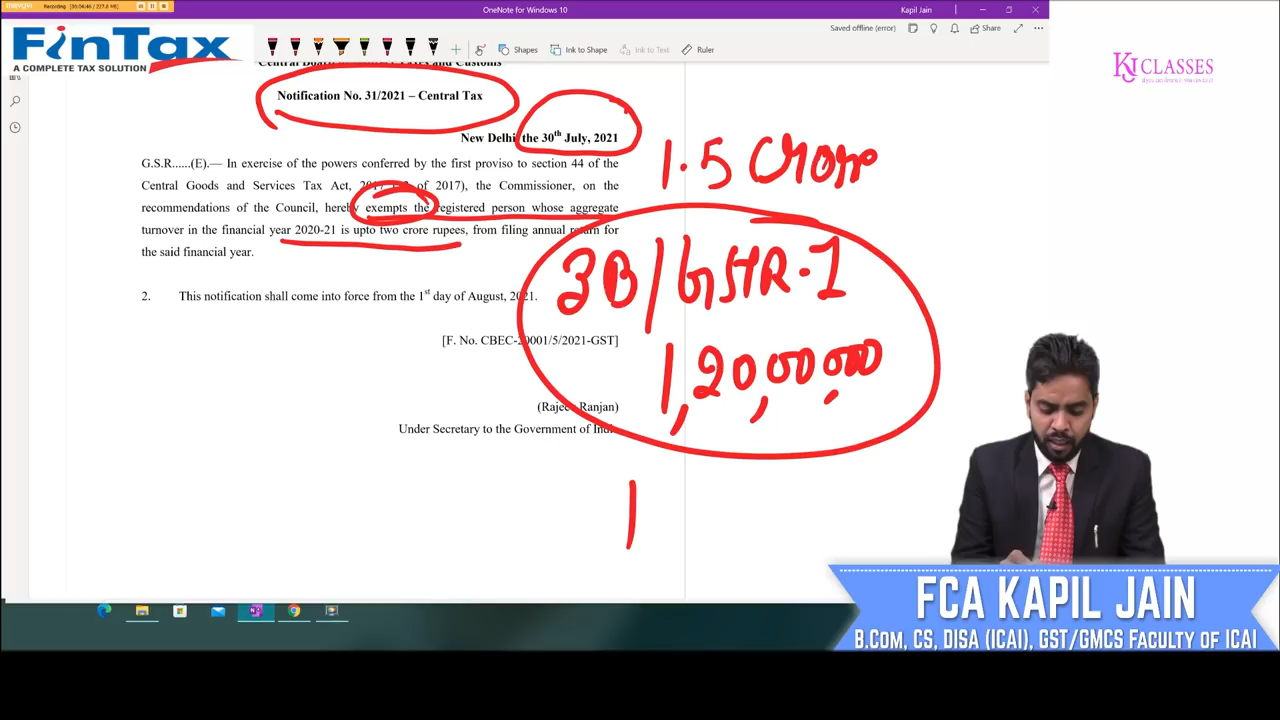 OneNote for Windows 10
Kapil Jain
Saved offline (error)
Share
FinTax
A COMPLETE TAX SOLUTION
Shapes
Ink to Shape
Ink to Text
Ruler
KJ CLASSES
Notification No. 31/2021 – Central Tax
New Delhi, the 30th July, 2021
G.S.R......(E).— In exercise of the powers conferred by the first proviso to section 44 of the
Central Goods and Services Tax Act, of 2017), the Commissioner, on the
recommendations of the Council, hereby exempts the registered person whose aggregate
turnover in the financial year 2020-21 is upto two crore rupees, from filing annual return for
the said financial year.
2. This notification shall come into force from the 1st day of August, 2021.
[F. No. CBEC-20001/5/2021-GST]
Ranjan)
Under Secretary to the Government of
1.5 Crore
3B/GSTR-1
1,20,00,000
1
FCA KAPIL JAIN
B.Com, CS, DISA (ICAI), GST/GMCS Faculty of ICAI